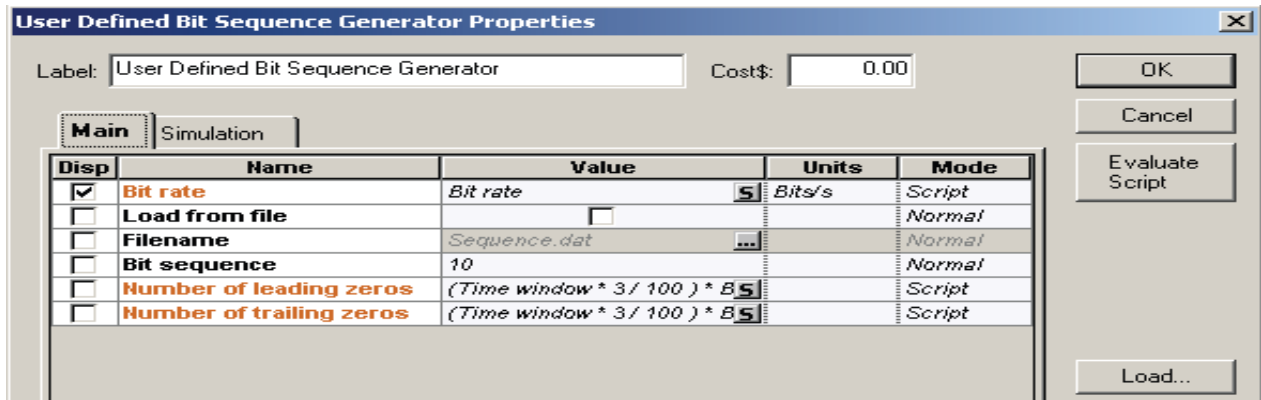 User Defined Bit Sequence Generator Properties
Label: User Defined Bit Sequence Generator Cost$: 0.00 OK
Cancel
Main Simulation
Evaluate Script
Disp Name Value Units Mode
Bit rate Bit rate S Bits/s Script
Load from file Normal
Filename Sequence.dat ... Normal
Bit sequence 10 Normal
Number of leading zeros (Time window * 3 / 100 ) * B S Script
Number of trailing zeros (Time window * 3 / 100 ) * B S Script
Load...